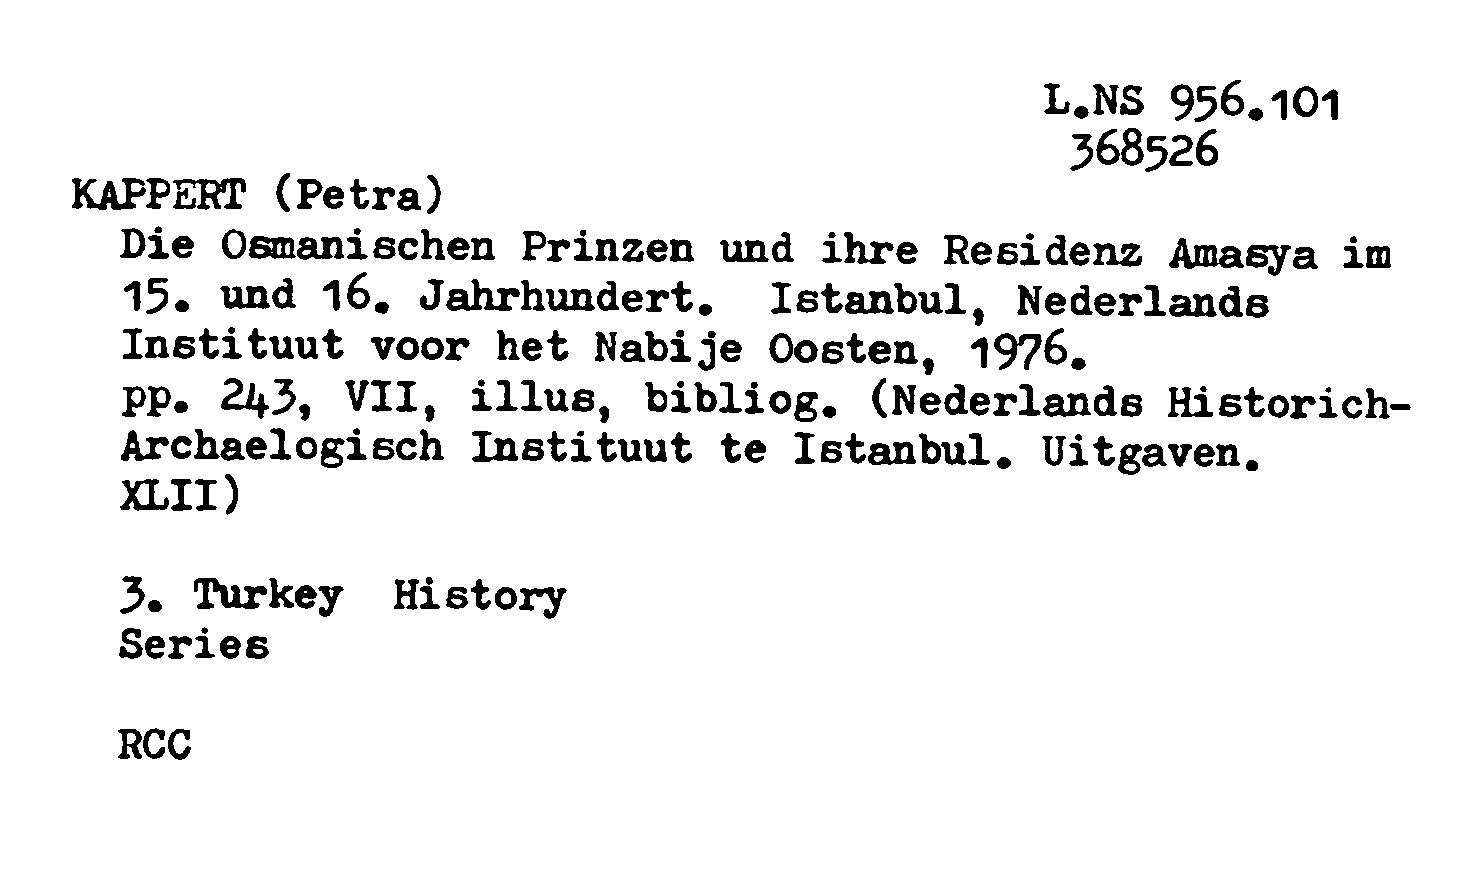 L.NS 956.101
368526
KAPPERT (Petra)
Die Osmanischen Prinzen und ihre Residenz Amasya im
15. und 16. Jahrhundert. Istanbul, Nederlands
Instituut voor het Nabije Oosten, 1976.
pp. 243, VII, illus, bibliog. (Nederlands Historich-
Archaelogisch Instituut te Istanbul. Uitgaven.
XLII)
3. Turkey History
Series
RCC